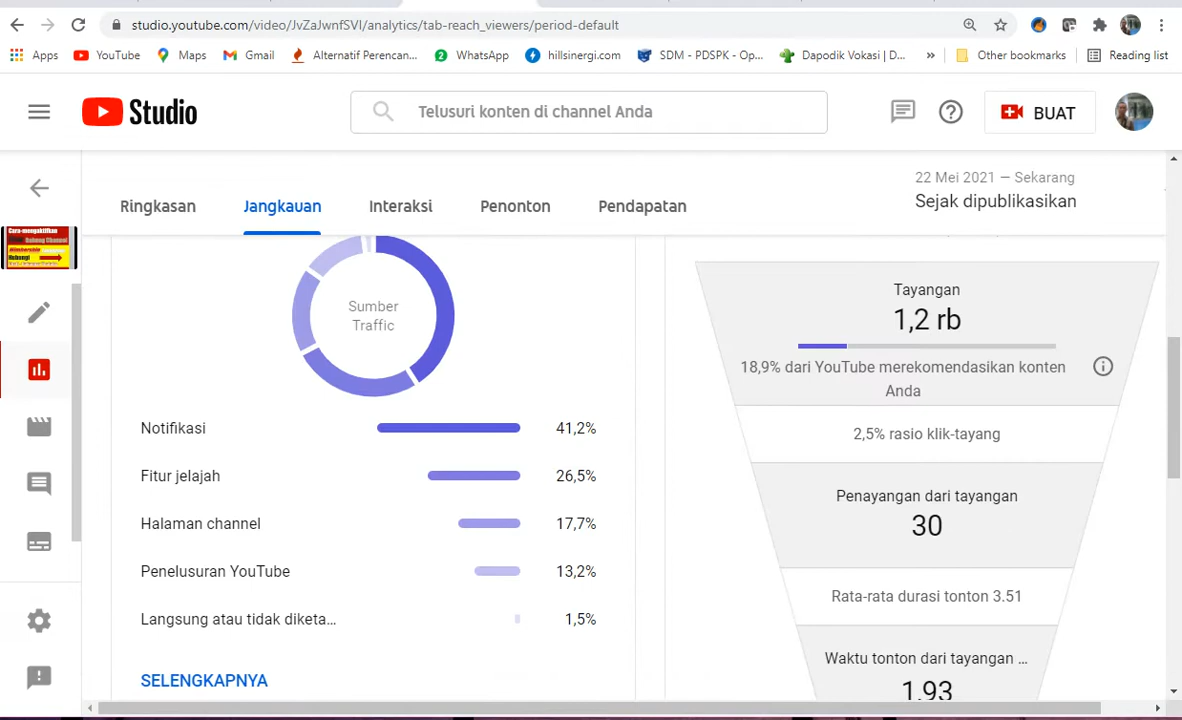 studio.youtube.com/video/JvZaJwnfSVI/analytics/tab-reach_viewers/period-default
Apps YouTube Maps Gmail Alternatif Perencan... WhatsApp hillsinergi.com SDM - PDSPK - Op... Dapodik Vokasi | D... » Other bookmarks Reading list
Studio
Telusuri konten di channel Anda
BUAT
22 Mei 2021 – Sekarang
Sejak dipublikasikan
Ringkasan Jangkauan Interaksi Penonton Pendapatan
Cara-mengaktifkan
Sumber
Traffic
Notifikasi 41,2%
Fitur jelajah 26,5%
Halaman channel 17,7%
Penelusuran YouTube 13,2%
Langsung atau tidak diketa... 1,5%
SELENGKAPNYA
Tayangan
1,2 rb
18,9% dari YouTube merekomendasikan konten
Anda
2,5% rasio klik-tayang
Penayangan dari tayangan
30
Rata-rata durasi tonton 3.51
Waktu tonton dari tayangan ...
1.93